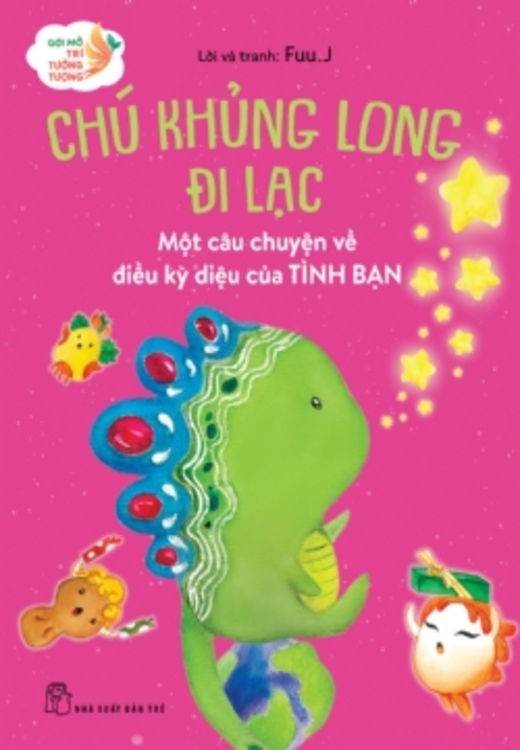 GỢI MỞ
TRÍ
TƯỞNG
TƯỢNG
Lời và tranh: Fuu.J
CHÚ KHỦNG LONG
ĐI LẠC
Một câu chuyện về
điều kỳ diệu của TÌNH BẠN
NHÀ XUẤT BẢN TRẺ